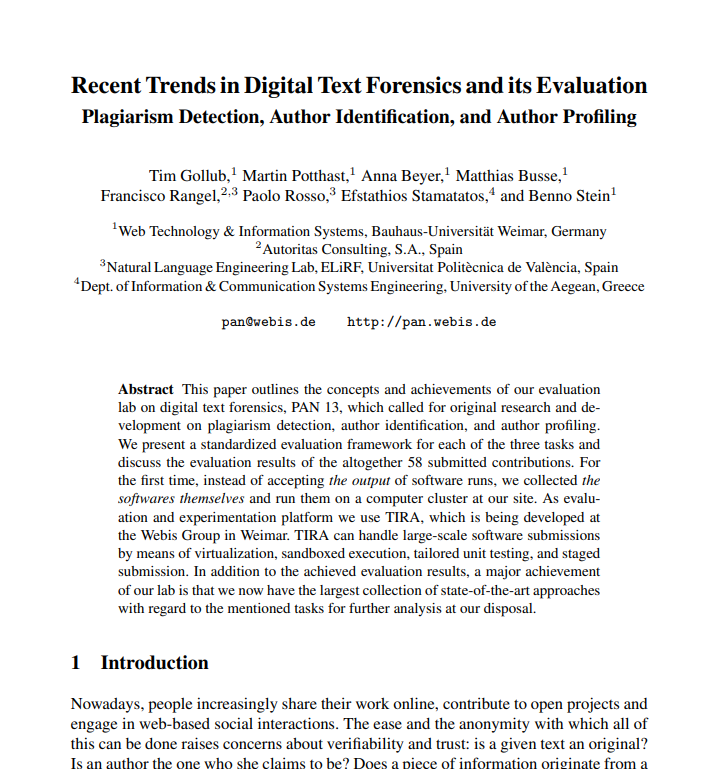 Recent Trends in Digital Text Forensics and its Evaluation
Plagiarism Detection, Author Identification, and Author Profiling
Tim Gollub,1 Martin Potthast,1 Anna Beyer,1 Matthias Busse,1
Francisco Rangel,2,3 Paolo Rosso,3 Efstathios Stamatatos,4 and Benno Stein1
1Web Technology & Information Systems, Bauhaus-Universität Weimar, Germany
2Autoritas Consulting, S.A., Spain
3Natural Language Engineering Lab, ELiRF, Universitat Politècnica de València, Spain
4Dept. of Information & Communication Systems Engineering, University of the Aegean, Greece
pan@webis.de http://pan.webis.de
Abstract This paper outlines the concepts and achievements of our evaluation
lab on digital text forensics, PAN 13, which called for original research and de-
velopment on plagiarism detection, author identification, and author profiling.
We present a standardized evaluation framework for each of the three tasks and
discuss the evaluation results of the altogether 58 submitted contributions. For
the first time, instead of accepting the output of software runs, we collected the
softwares themselves and run them on a computer cluster at our site. As evalu-
ation and experimentation platform we use TIRA, which is being developed at
the Webis Group in Weimar. TIRA can handle large-scale software submissions
by means of virtualization, sandboxed execution, tailored unit testing, and staged
submission. In addition to the achieved evaluation results, a major achievement
of our lab is that we now have the largest collection of state-of-the-art approaches
with regard to the mentioned tasks for further analysis at our disposal.
1 Introduction
Nowadays, people increasingly share their work online, contribute to open projects and
engage in web-based social interactions. The ease and the anonymity with which all of
this can be done raises concerns about verifiability and trust: is a given text an original?
Is an author the one who she claims to be? Does a piece of information originate from a